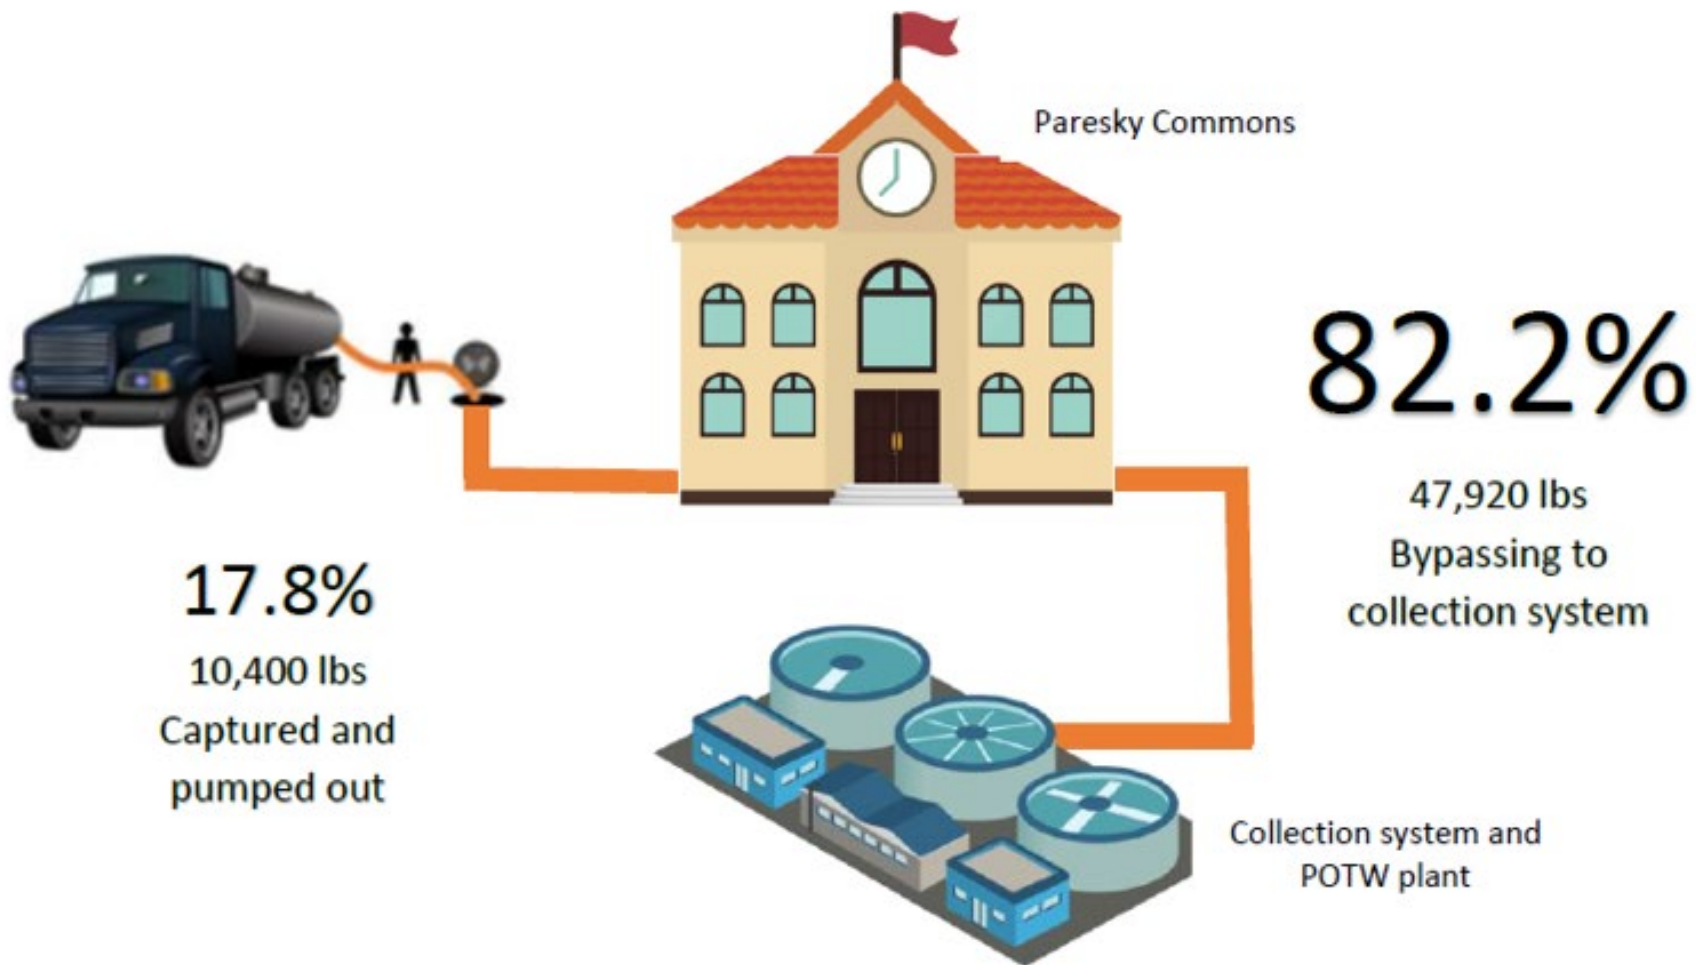 Paresky Commons
82.2%
47,920 lbs
Bypassing to
collection system
17.8%
10,400 lbs
Captured and
pumped out
Collection system and
POTW plant